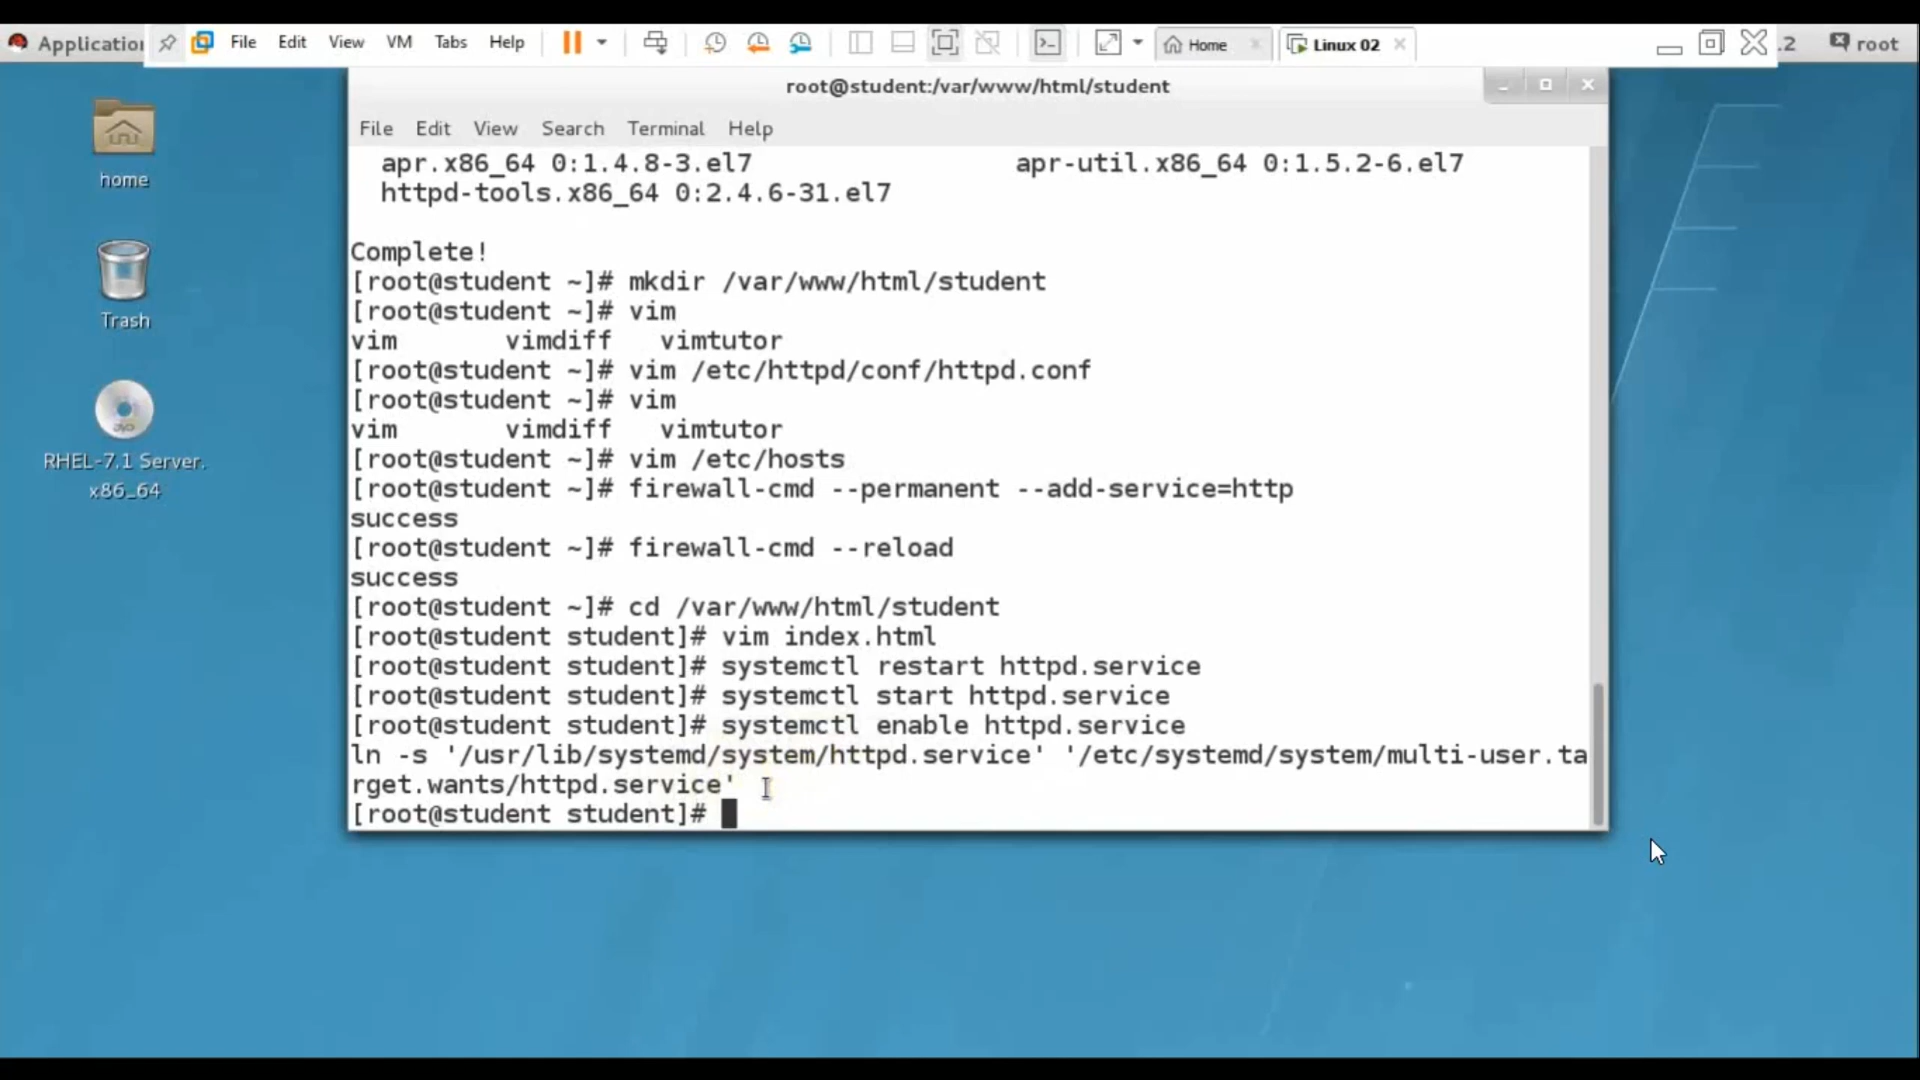 Application
File Edit View VM Tabs Help
Home
Linux 02
.2
root
root@student:/var/www/html/student
File Edit View Search Terminal Help
home
Trash
RHEL-7.1 Server.
x86_64
apr.x86_64 0:1.4.8-3.el7 apr-util.x86_64 0:1.5.2-6.el7
httpd-tools.x86_64 0:2.4.6-31.el7
Complete!
[root@student ~]# mkdir /var/www/html/student
[root@student ~]# vim
vim vimdiff vimtutor
[root@student ~]# vim /etc/httpd/conf/httpd.conf
[root@student ~]# vim
vim vimdiff vimtutor
[root@student ~]# vim /etc/hosts
[root@student ~]# firewall-cmd --permanent --add-service=http
success
[root@student ~]# firewall-cmd --reload
success
[root@student ~]# cd /var/www/html/student
[root@student student]# vim index.html
[root@student student]# systemctl restart httpd.service
[root@student student]# systemctl start httpd.service
[root@student student]# systemctl enable httpd.service
ln -s '/usr/lib/systemd/system/httpd.service' '/etc/systemd/system/multi-user.ta
rget.wants/httpd.service'
[root@student student]#